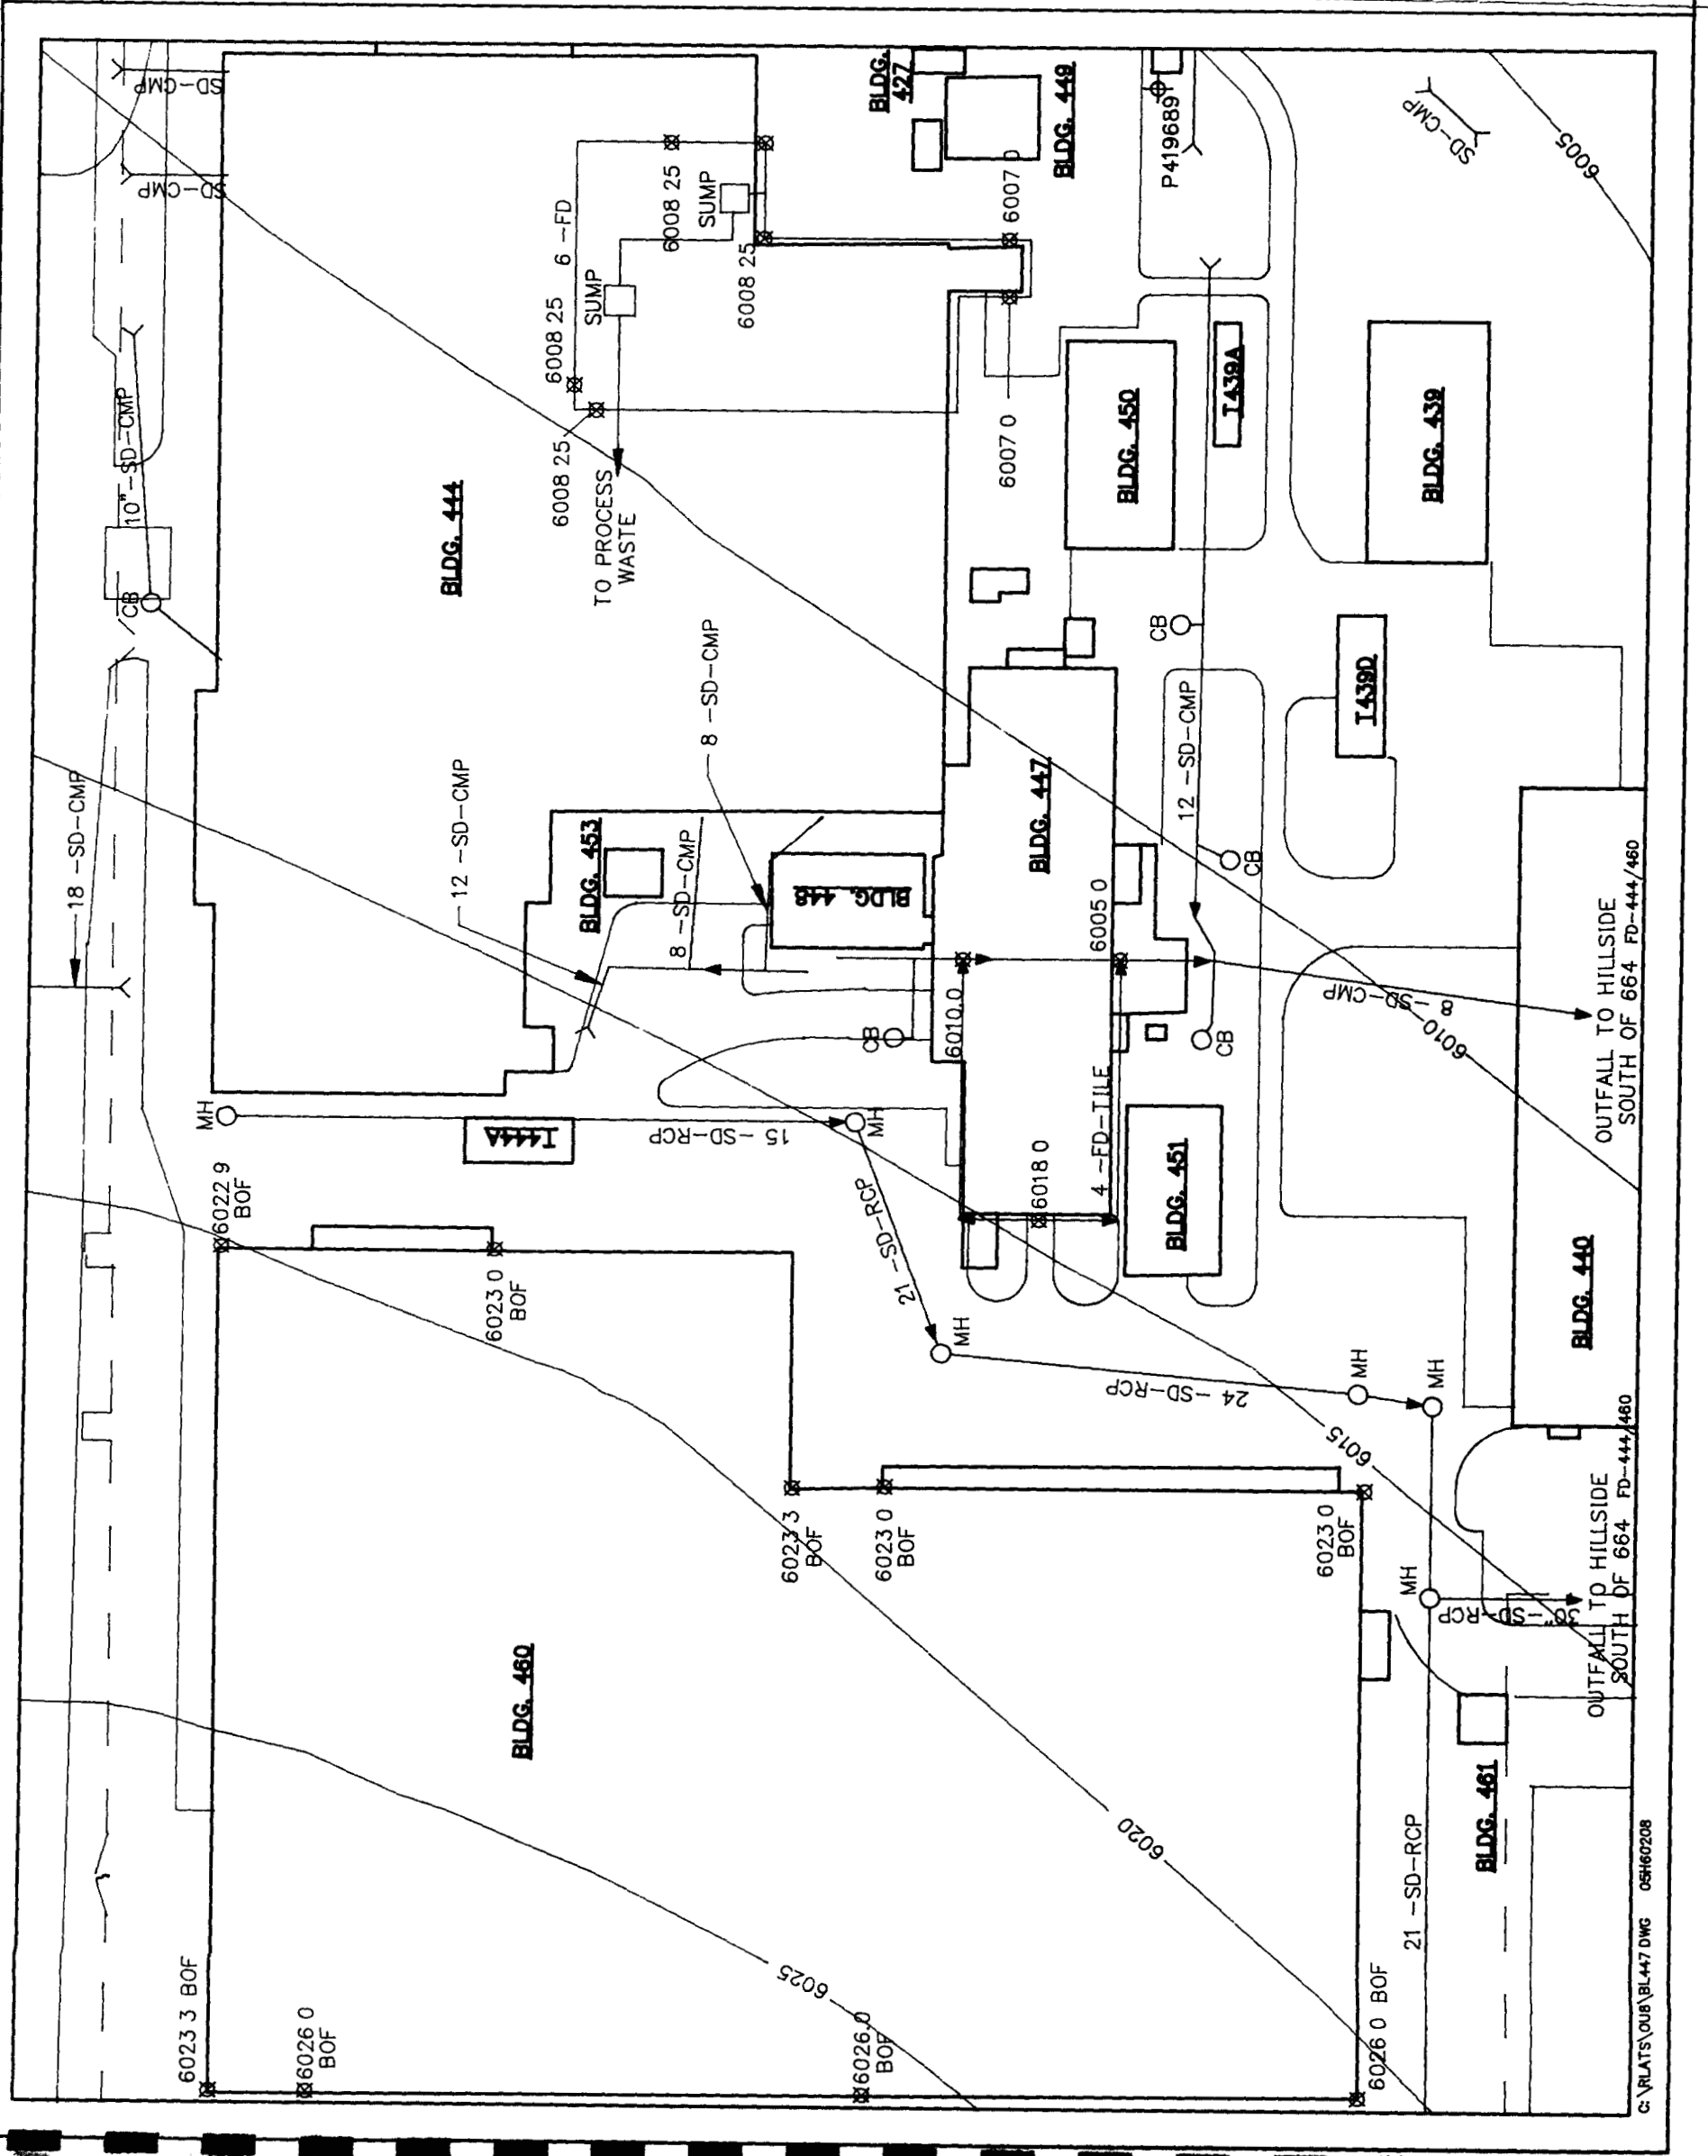 SD-CMP
SD-CMP
10"-SD-CMP
CB
18 -SD-CMP
BLDG. 444
6 -FD
6008 25
6008 25
6008 25
6008 25
SUMP
SUMP
TO PROCESS
WASTE
BLDG.
427
BLDG. 449
6007 0
6007 0
P419689
SD-CMP
6005
BLDG. 450
T439A
BLDG. 439
T439D
CB
12 -SD-CMP
CB
8 -SD-CMP
12 -SD-CMP
BLDG. 453
8 -SD-CMP
BLDG. 448
BLDG. 447
6005 0
6010.0
CB
CB
8 -SD-CMP
6010
OUTFALL TO HILLSIDE
SOUTH OF 664 FD-444/460
MH
T444A
15 -SD-RCP
MH
21 -SD-RCP
MH
6018 0
4 -FD-TILE
BLDG. 451
BLDG. 440
24 -SD-RCP
MH
MH
6015
6022 9
BOF
6023 0
BOF
6023 3
BOF
6023 0
BOF
6023 0
BOF
MH
30"-SD-RCP
OUTFALL TO HILLSIDE
SOUTH OF 664 FD-444/460
BLDG. 460
6020
6025
BLDG. 461
21 -SD-RCP
6023 3 BOF
6026 0
BOF
6026.0
BOF
6026 0 BOF
C:\RLATS\OU8\BL447 DWG 05H60208